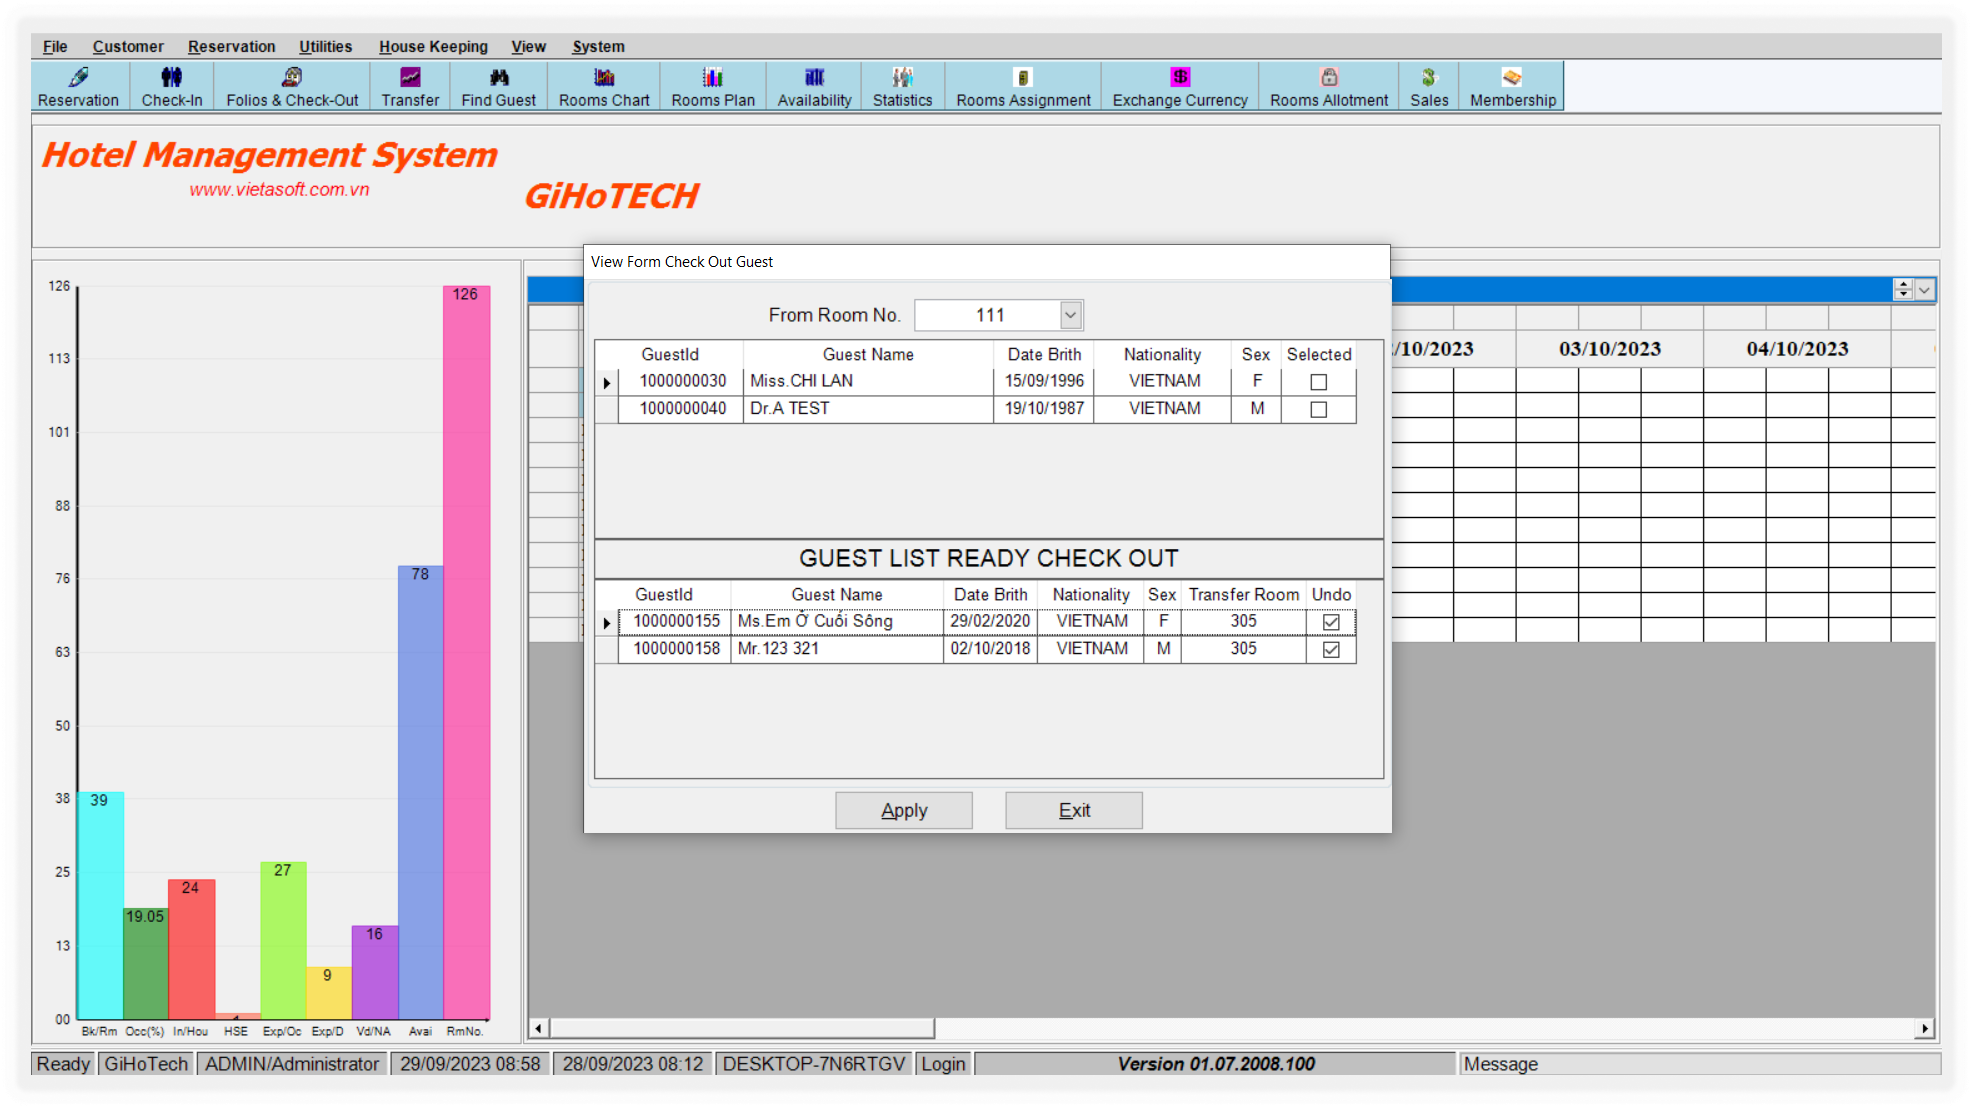 File Customer Reservation Utilities House Keeping View System
Reservation Check-In Folios & Check-Out Transfer Find Guest Rooms Chart Rooms Plan Availability Statistics Rooms Assignment Exchange Currency Rooms Allotment Sales Membership
Hotel Management System
www.vietasoft.com.vn
GiHoTECH
View Form Check Out Guest
From Room No. 111
GuestId Guest Name Date Brith Nationality Sex Selected
1000000030 Miss.CHI LAN 15/09/1996 VIETNAM F
1000000040 Dr.A TEST 19/10/1987 VIETNAM M
GUEST LIST READY CHECK OUT
GuestId Guest Name Date Brith Nationality Sex Transfer Room Undo
1000000155 Ms.Em Ở Cuối Sông 29/02/2020 VIETNAM F 305
1000000158 Mr.123 321 02/10/2018 VIETNAM M 305
Apply Exit
/10/2023 03/10/2023 04/10/2023
126
113
101
88
76
63
50
38
25
13
00
39
19.05
24
27
9
16
78
126
Bk/Rm Occ(%) In/Hou HSE Exp/Oc Exp/D Vd/NA Avai RmNo.
Ready GiHoTech ADMIN/Administrator 29/09/2023 08:58 28/09/2023 08:12 DESKTOP-7N6RTGV Login Version 01.07.2008.100 Message